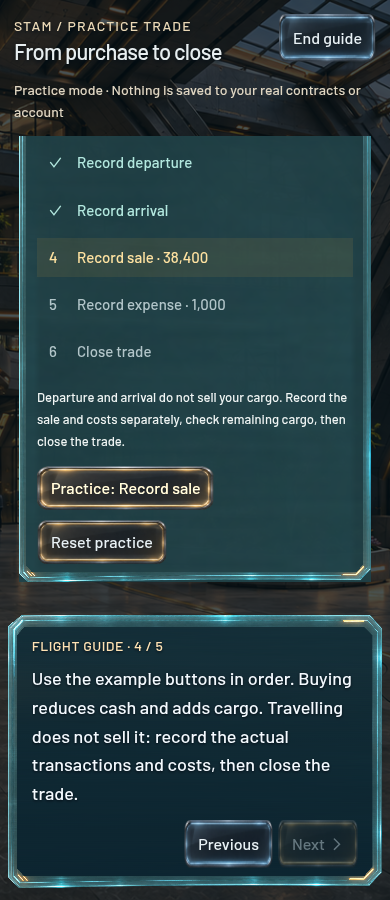 STAM / PRACTICE TRADE
From purchase to close
End guide
Practice mode · Nothing is saved to your real contracts or
account
Record departure
Record arrival
4 Record sale · 38,400
5 Record expense · 1,000
6 Close trade
Departure and arrival do not sell your cargo. Record the
sale and costs separately, check remaining cargo, then
close the trade.
Practice: Record sale
Reset practice
FLIGHT GUIDE · 4 / 5
Use the example buttons in order. Buying
reduces cash and adds cargo. Travelling
does not sell it: record the actual
transactions and costs, then close the
trade.
Previous
Next